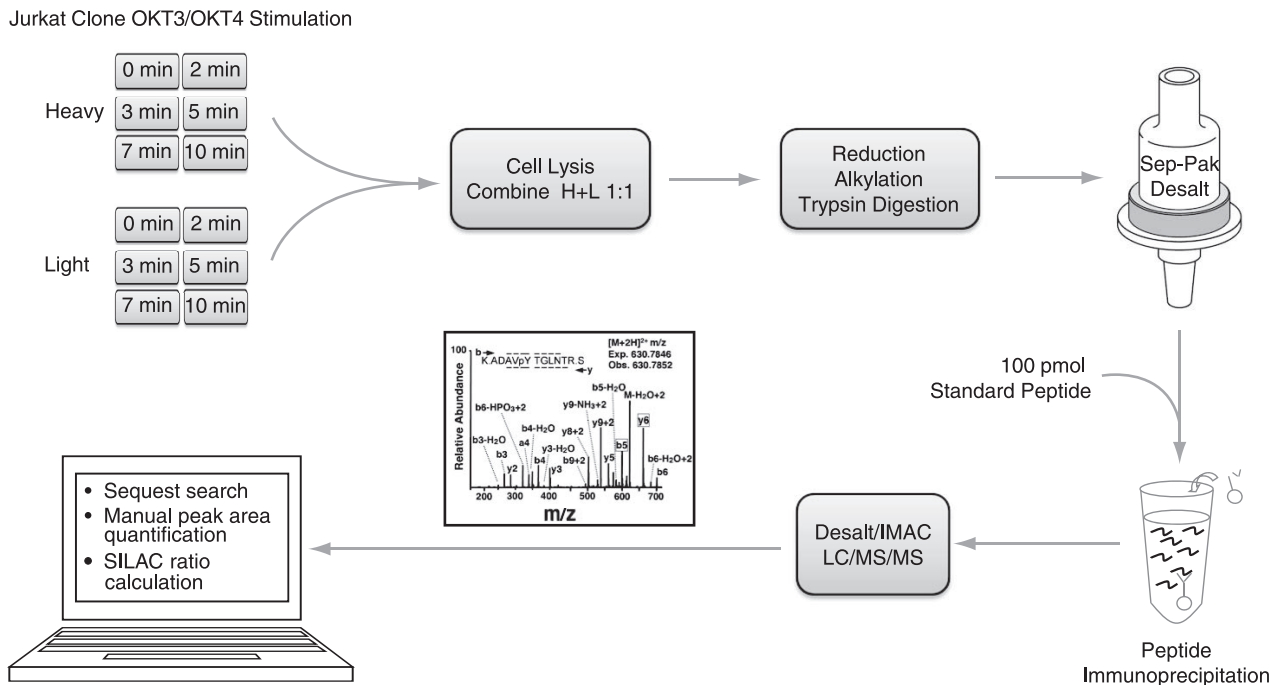 Jurkat Clone OKT3/OKT4 Stimulation
Heavy
0 min 2 min
3 min 5 min
7 min 10 min
Light
0 min 2 min
3 min 5 min
7 min 10 min
Cell Lysis
Combine H+L 1:1
Reduction
Alkylation
Trypsin Digestion
Sep-Pak
Desalt
100 pmol
Standard Peptide
Peptide
Immunoprecipitation
Desalt/IMAC
LC/MS/MS
100
Relative Abundance
b
K.ADAVpY TGLNTR.S
y
[M+2H]²⁺ m/z
Exp. 630.7846
Obs. 630.7852
b5-H₂O
M-H₂O+2
y9-NH₃+2
b6-HPO₃+2
y9+2
y6
b4-H₂O
y8+2
b3-H₂O
a4
y3-H₂O
b5
b3
y2
b4
y3
b9+2
y5
b6-H₂O+2
b6
200 300 400 500 600 700
m/z
• Sequest search
• Manual peak area
quantification
• SILAC ratio
calculation